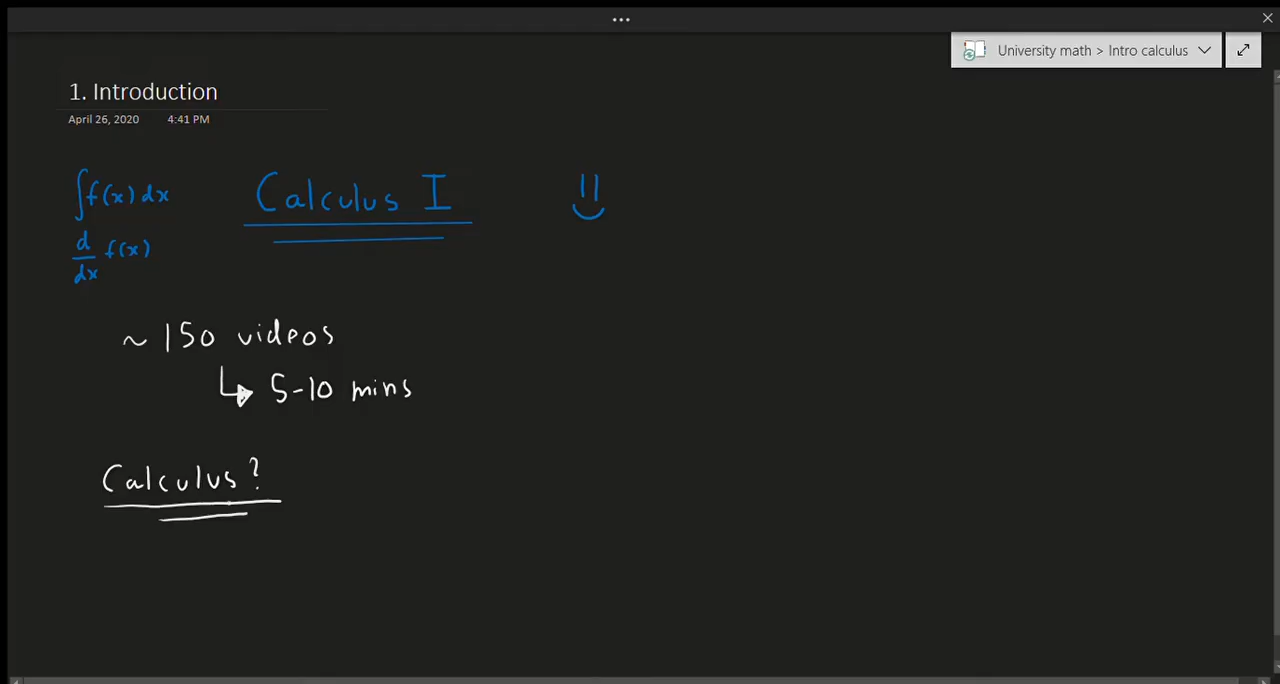 ...
University math > Intro calculus
1. Introduction
April 26, 2020 4:41 PM
∫f(x)dx Calculus I
d/dx f(x)
~ 150 videos
↳ 5-10 mins
Calculus?